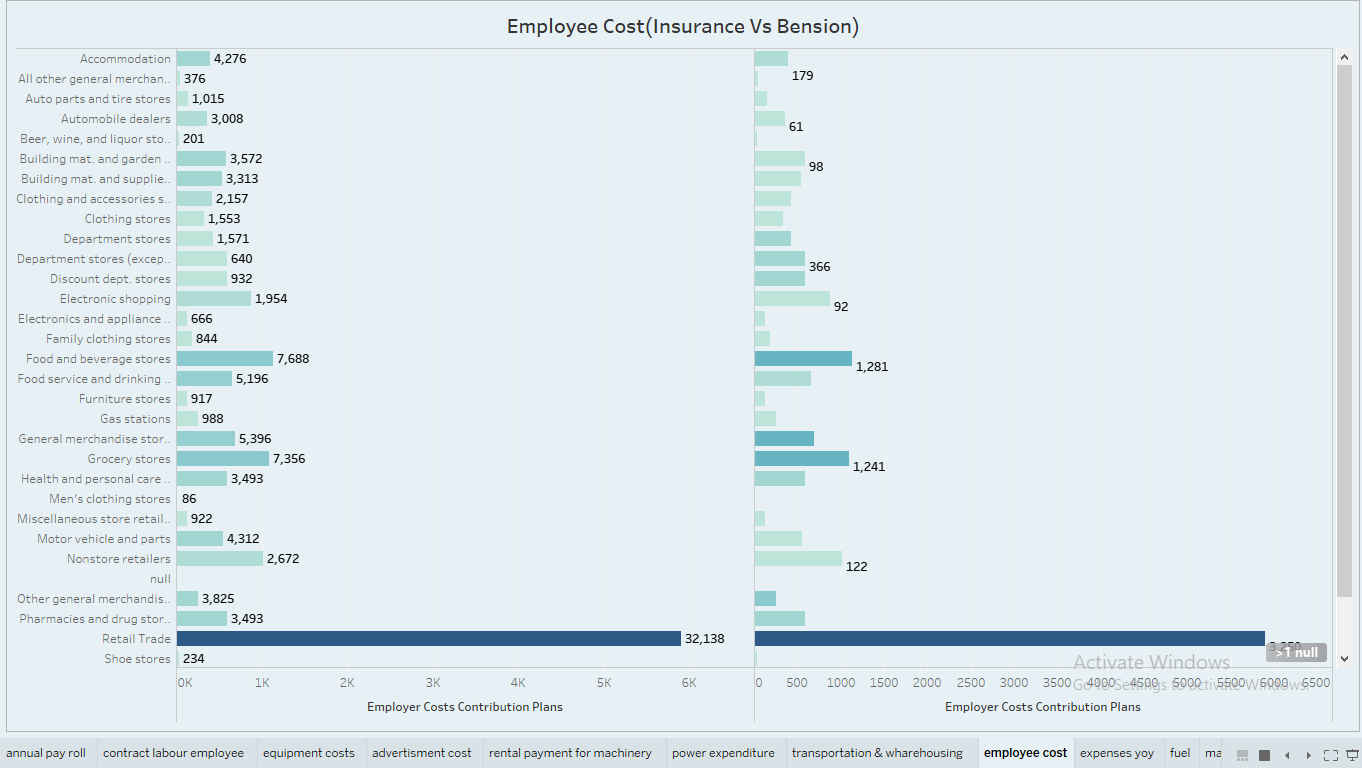 Employee Cost(Insurance Vs Bension)
Accommodation 4,276
All other general merchan.. 376 179
Auto parts and tire stores 1,015
Automobile dealers 3,008 61
Beer, wine, and liquor sto.. 201
Building mat. and garden .. 3,572 98
Building mat. and supplie.. 3,313
Clothing and accessories s.. 2,157
Clothing stores 1,553
Department stores 1,571
Department stores (excep.. 640 366
Discount dept. stores 932
Electronic shopping 1,954 92
Electronics and appliance .. 666
Family clothing stores 844
Food and beverage stores 7,688 1,281
Food service and drinking .. 5,196
Furniture stores 917
Gas stations 988
General merchandise stor.. 5,396
Grocery stores 7,356 1,241
Health and personal care .. 3,493
Men's clothing stores 86
Miscellaneous store retail.. 922
Motor vehicle and parts 4,312
Nonstore retailers 2,672 122
null
Other general merchandis.. 3,825
Pharmacies and drug stor.. 3,493
Retail Trade 32,138 3,250
>1 null
Shoe stores 234
Activate Windows
Go to Settings to activate Windows.
0K 1K 2K 3K 4K 5K 6K 0 500 1000 1500 2000 2500 3000 3500 4000 4500 5000 5500 6000 6500
Employer Costs Contribution Plans Employer Costs Contribution Plans
annual pay roll contract labour employee equipment costs advertisment cost rental payment for machinery power expenditure transportation & wharehousing employee cost expenses yoy fuel ma